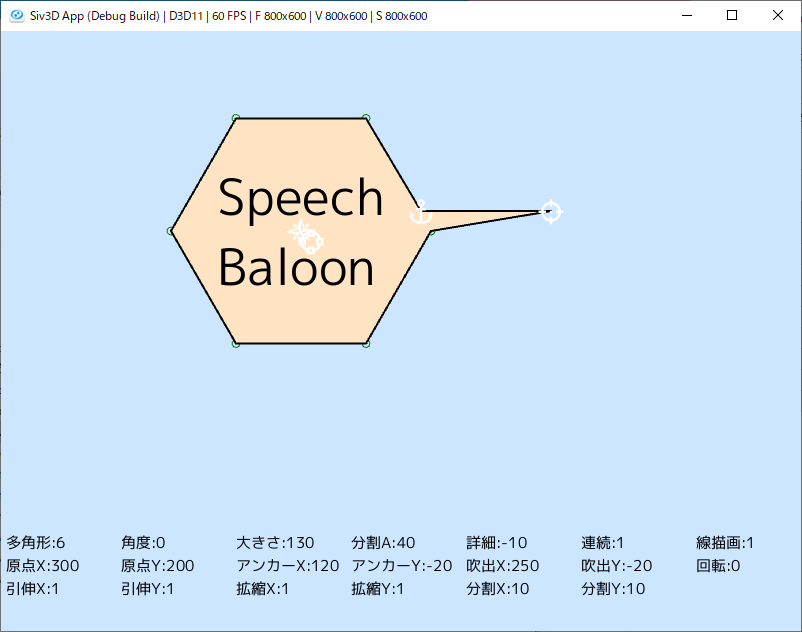 Siv3D App (Debug Build) | D3D11 | 60 FPS | F 800x600 | V 800x600 | S 800x600
Speech
Baloon
多角形:6 角度:0 大きさ:130 分割A:40 詳細:-10 連続:1 線描画:1
原点X:300 原点Y:200 アンカーX:120 アンカーY:-20 吹出X:250 吹出Y:-20 回転:0
引伸X:1 引伸Y:1 拡縮X:1 拡縮Y:1 分割X:10 分割Y:10